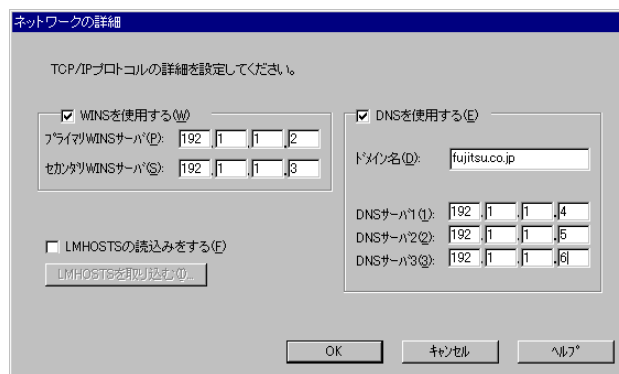 ネットワークの詳細
TCP/IPプロトコルの詳細を設定してください。
WINSを使用する(W)
ﾌﾟﾗｲﾏﾘWINSｻｰﾊﾞ(P): 192 .1 .1 .2
ｾｶﾝﾀﾞﾘWINSｻｰﾊﾞ(S): 192 .1 .1 .3
LMHOSTSの読込みをする(F)
LMHOSTSを取り込む(I)...
DNSを使用する(E)
ﾄﾞﾒｲﾝ名(D): fujitsu.co.jp
DNSｻｰﾊﾞ1(1): 192 .1 .1 .4
DNSｻｰﾊﾞ2(2): 192 .1 .1 .5
DNSｻｰﾊﾞ3(3): 192 .1 .1 .6
OK ｷｬﾝｾﾙ ﾍﾙﾌﾟ